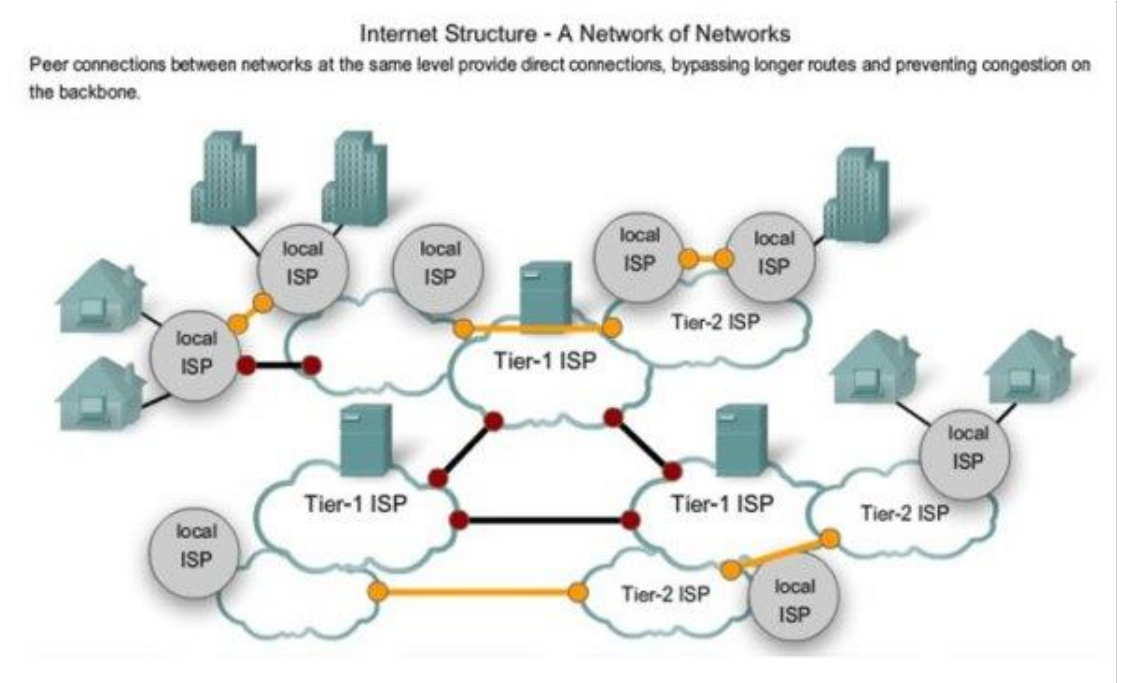 Internet Structure - A Network of Networks
Peer connections between networks at the same level provide direct connections, bypassing longer routes and preventing congestion on
the backbone.
local
ISP
local
ISP
local
ISP
local
ISP
local
ISP
Tier-2 ISP
Tier-1 ISP
local
ISP
Tier-1 ISP
Tier-1 ISP
Tier-2 ISP
local
ISP
Tier-2 ISP
local
ISP